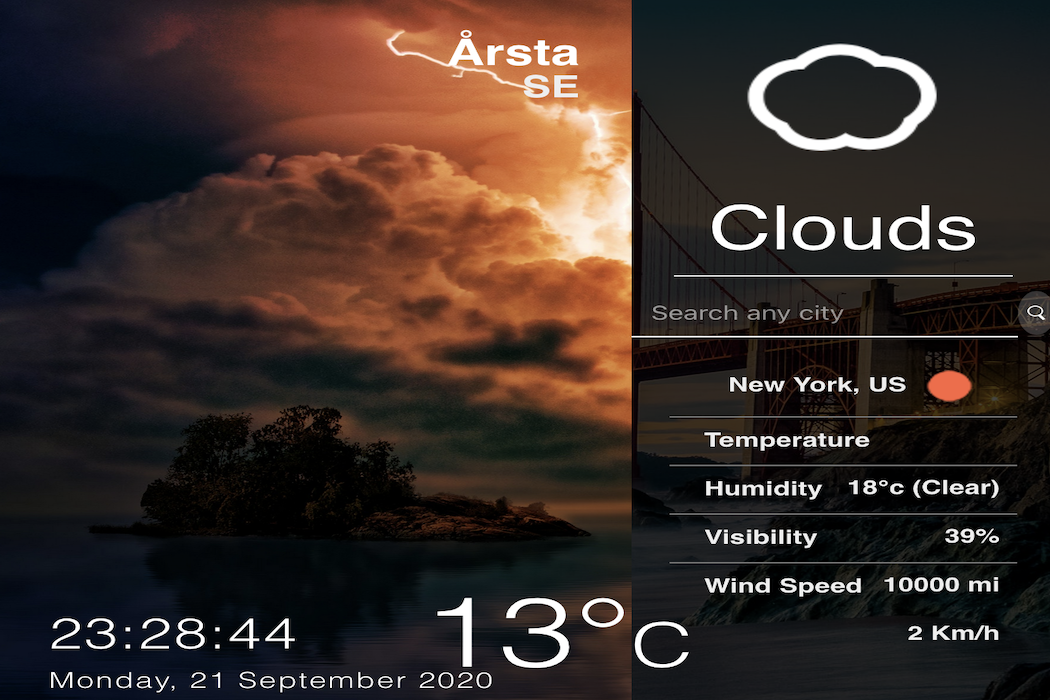 Årsta
SE
23:28:44
Monday, 21 September 2020
13°C
Clouds
Search any city
New York, US
Temperature
Humidity 18°c (Clear)
Visibility 39%
Wind Speed 10000 mi
2 Km/h